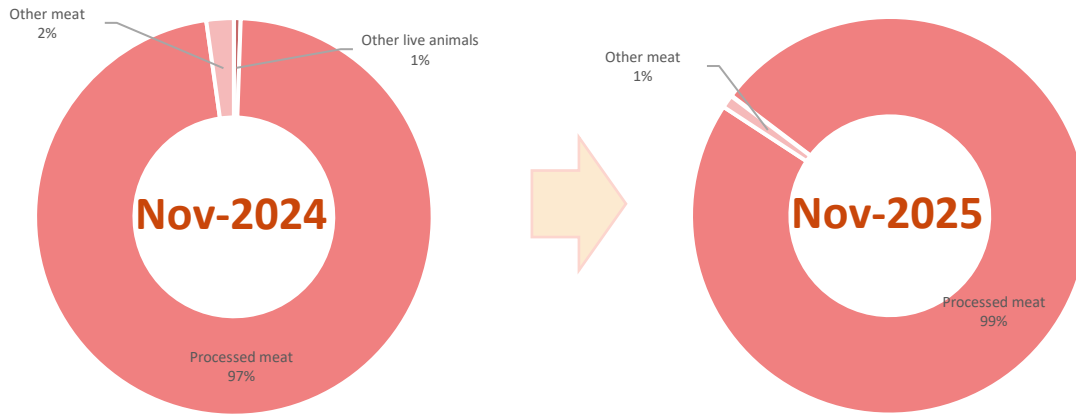 Other meat
2%
Other live animals
1%
Nov-2024
Processed meat
97%
Other meat
1%
Nov-2025
Processed meat
99%